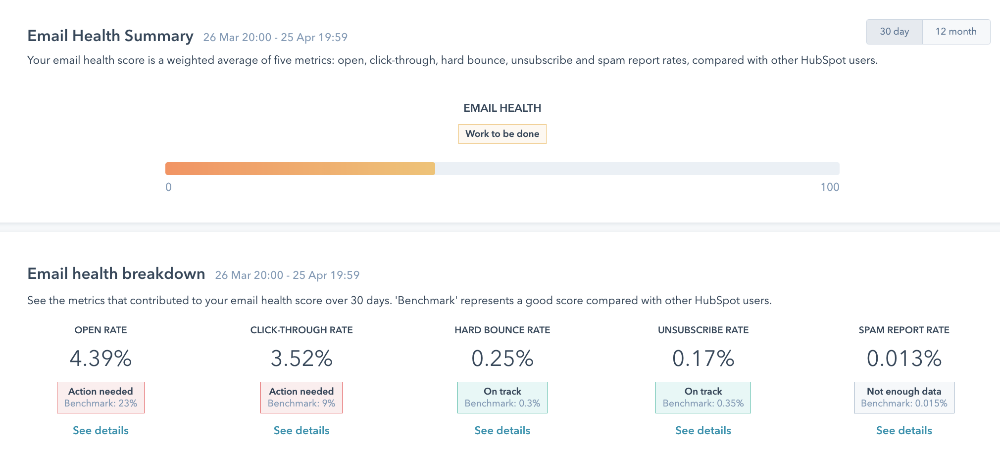 Email Health Summary 26 Mar 20:00 - 25 Apr 19:59
30 day 12 month
Your email health score is a weighted average of five metrics: open, click-through, hard bounce, unsubscribe and spam report rates, compared with other HubSpot users.
EMAIL HEALTH
Work to be done
0 100
Email health breakdown 26 Mar 20:00 - 25 Apr 19:59
See the metrics that contributed to your email health score over 30 days. 'Benchmark' represents a good score compared with other HubSpot users.
OPEN RATE
4.39%
Action needed
Benchmark: 23%
See details
CLICK-THROUGH RATE
3.52%
Action needed
Benchmark: 9%
See details
HARD BOUNCE RATE
0.25%
On track
Benchmark: 0.3%
See details
UNSUBSCRIBE RATE
0.17%
On track
Benchmark: 0.35%
See details
SPAM REPORT RATE
0.013%
Not enough data
Benchmark: 0.015%
See details